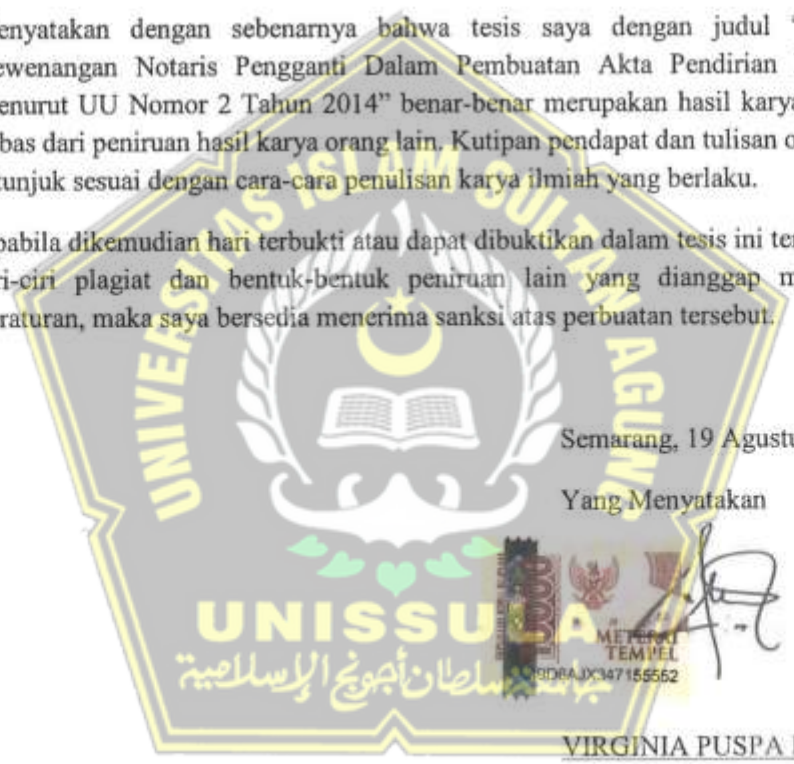 enyatakan dengan sebenarnya bahwa tesis saya dengan judul "
ewenangan Notaris Pengganti Dalam Pembuatan Akta Pendirian
enurut UU Nomor 2 Tahun 2014" benar-benar merupakan hasil karya
bas dari peniruan hasil karya orang lain. Kutipan pendapat dan tulisan o
tunjuk sesuai dengan cara-cara penulisan karya ilmiah yang berlaku.
pabila dikemudian hari terbukti atau dapat dibuktikan dalam tesis ini ter
ri-ciri plagiat dan bentuk-bentuk peniruan lain yang dianggap m
raturan, maka saya bersedia menerima sanksi atas perbuatan tersebut.
UNIVERSITAS ISLAM SULTAN AGUNG
Semarang, 19 Agustu
Yang Menyatakan
METERAI
TEMPEL
9D8AJX347155552
UNISSULA
جامعة سلطان أجونج الإسلامية
VIRGINIA PUSPA